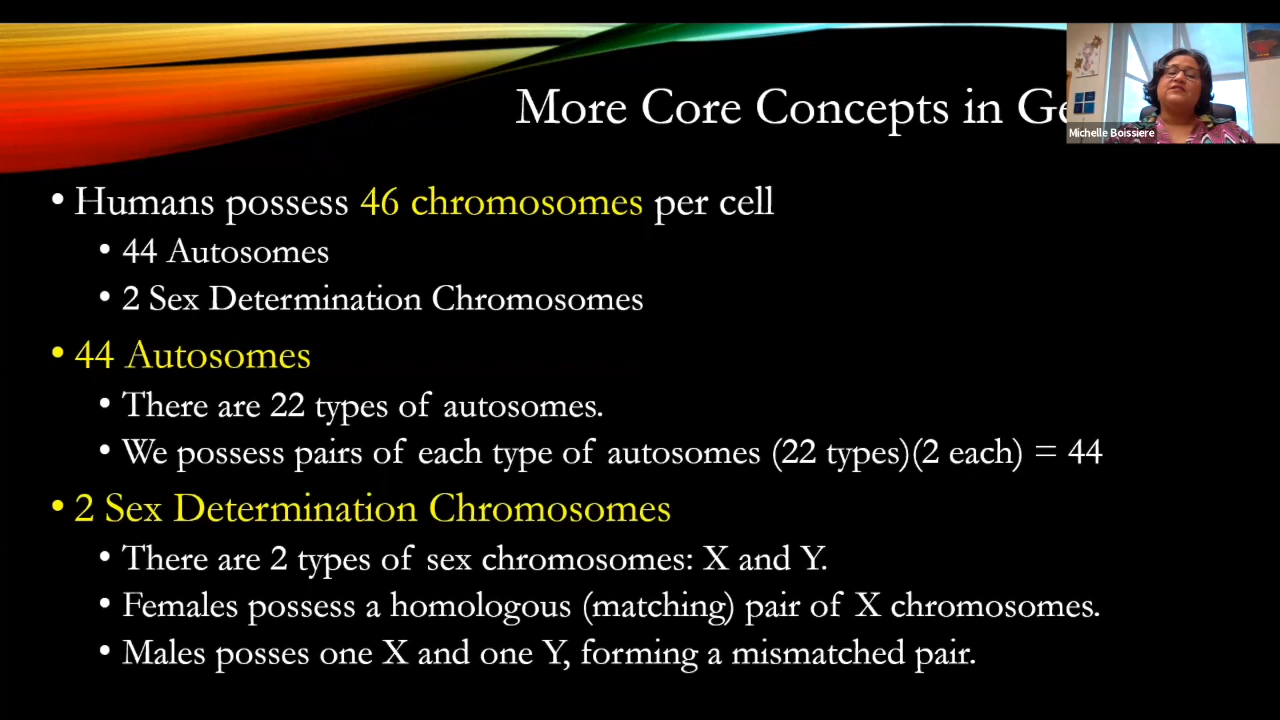 More Core Concepts in Ge
Michelle Boissiere
• Humans possess 46 chromosomes per cell
• 44 Autosomes
• 2 Sex Determination Chromosomes
• 44 Autosomes
• There are 22 types of autosomes.
• We possess pairs of each type of autosomes (22 types)(2 each) = 44
• 2 Sex Determination Chromosomes
• There are 2 types of sex chromosomes: X and Y.
• Females possess a homologous (matching) pair of X chromosomes.
• Males posses one X and one Y, forming a mismatched pair.